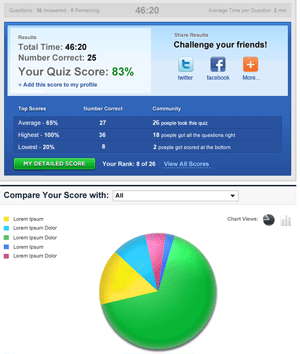 Questions: 36 Answered - 0 Remaining 46:20 Average Time per Question: 2 min
Results
Total Time: 46:20
Number Correct: 25
Your Quiz Score: 83%
+ Add this score to my profile
Share Results
Challenge your friends!
twitter facebook More...
Top Scores Number Correct Community
Average - 65% 27 26 people took this quiz
Highest - 100% 36 18 people got all the questions right
Lowest - 20% 8 2 people got scored at the bottom
MY DETAILED SCORE Your Rank: 8 of 26 View All Scores
Compare Your Score with: All
Lorem Ipsum
Lorem Ipsum Dolor
Lorem Ipsum Dolor
Lorem Ipsum
Lorem Ipsum Dolor
Chart Views: